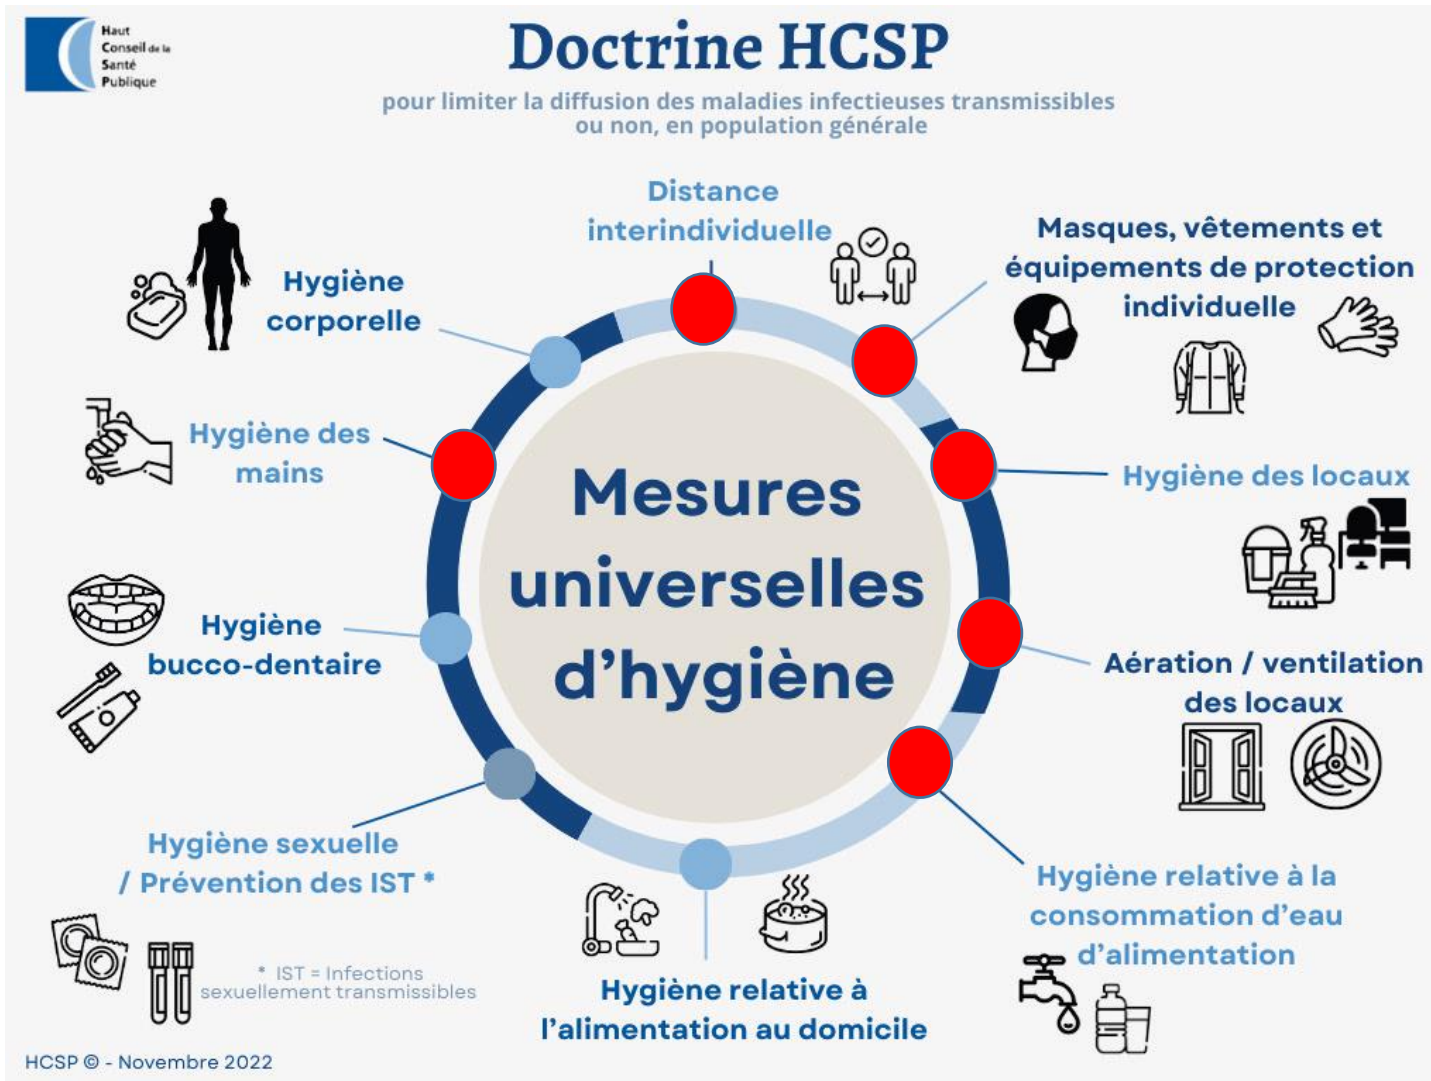 Haut
Conseil de la
Santé
Publique
Doctrine HCSP
pour limiter la diffusion des maladies infectieuses transmissibles
ou non, en population générale
Distance
interindividuelle
Masques, vêtements et
équipements de protection
individuelle
Hygiène
corporelle
Hygiène des
mains
Hygiène des locaux
Mesures
universelles
d'hygiène
Hygiène
bucco-dentaire
Aération / ventilation
des locaux
Hygiène sexuelle
/ Prévention des IST *
Hygiène relative à la
consommation d'eau
d'alimentation
* IST = Infections
sexuellement transmissibles
Hygiène relative à
l'alimentation au domicile
HCSP © - Novembre 2022